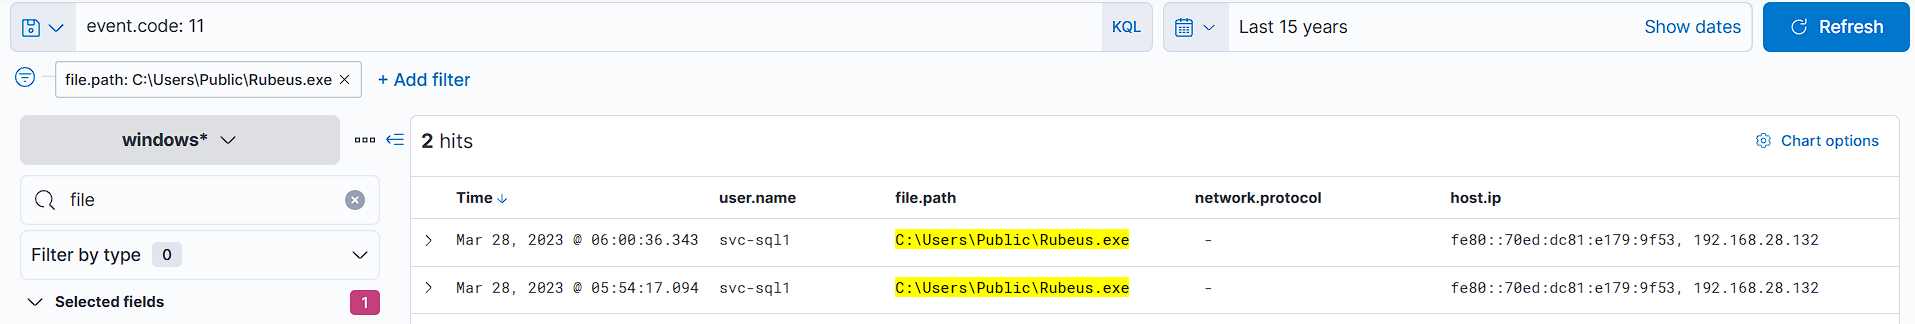 event.code: 11 KQL Last 15 years Show dates Refresh
file.path: C:\Users\Public\Rubeus.exe × + Add filter
windows*
2 hits Chart options
file
Time user.name file.path network.protocol host.ip
Mar 28, 2023 @ 06:00:36.343 svc-sql1 C:\Users\Public\Rubeus.exe - fe80::70ed:dc81:e179:9f53, 192.168.28.132
Filter by type 0
Mar 28, 2023 @ 05:54:17.094 svc-sql1 C:\Users\Public\Rubeus.exe - fe80::70ed:dc81:e179:9f53, 192.168.28.132
Selected fields 1